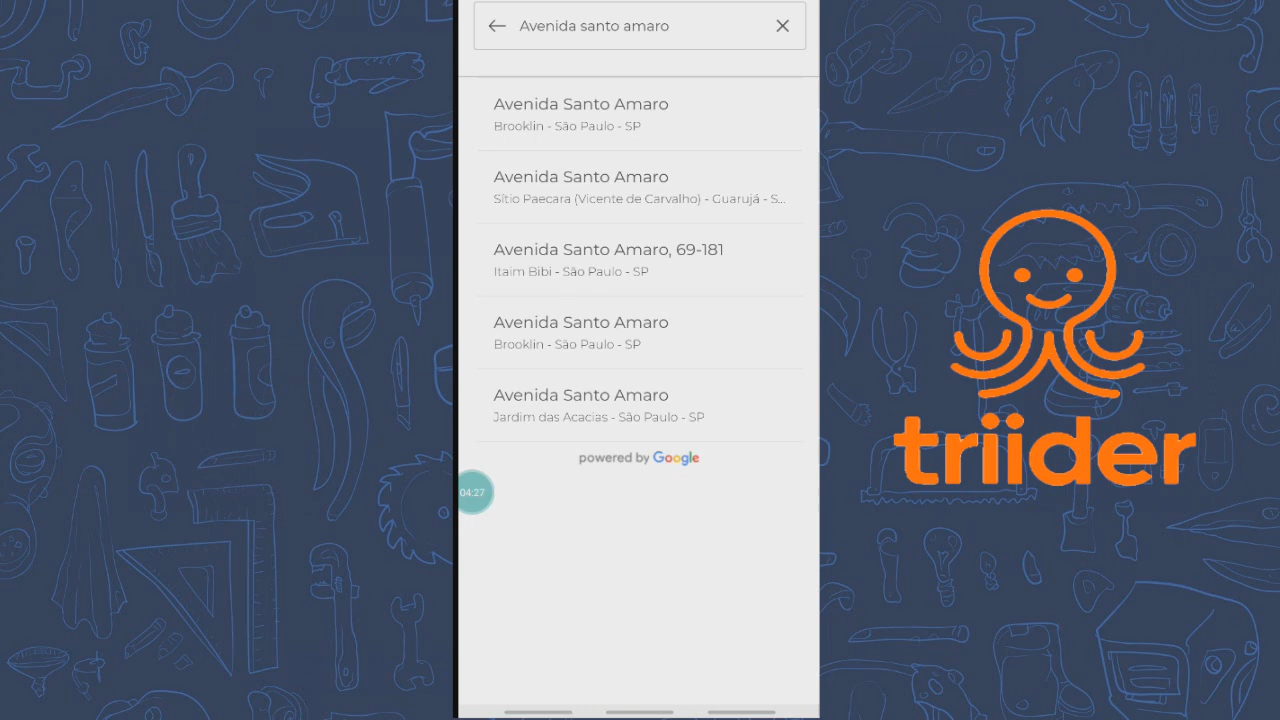 Avenida santo amaro
Avenida Santo Amaro
Brooklin - São Paulo - SP
Avenida Santo Amaro
Sítio Paecara (Vicente de Carvalho) - Guarujá - S...
Avenida Santo Amaro, 69-181
Itaim Bibi - São Paulo - SP
Avenida Santo Amaro
Brooklin - São Paulo - SP
Avenida Santo Amaro
Jardim das Acacias - São Paulo - SP
powered by Google
04:27
triider